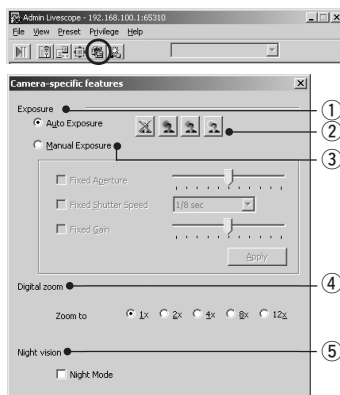 Admin Livescope - 192.168.100.1:65310
File View Preset Privilege Help
Camera-specific features
Exposure
1
Auto Exposure
2
Manual Exposure
3
Fixed Aperture
Fixed Shutter Speed 1/8 sec
Fixed Gain
Apply
Digital zoom
4
Zoom to 1x 2x 4x 8x 12x
Night vision
5
Night Mode